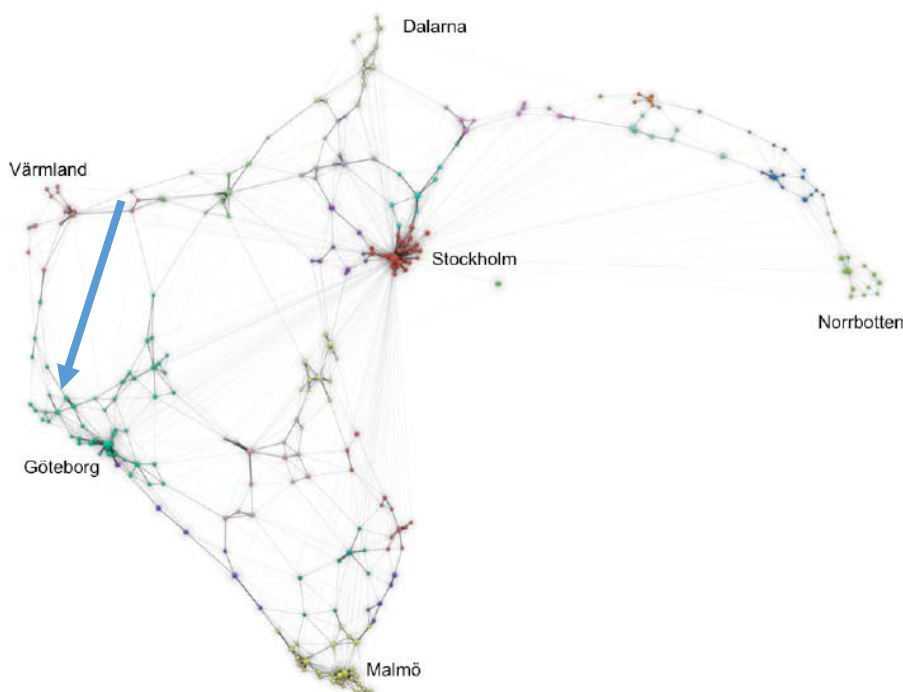 Dalarna
Värmland
Stockholm
Norrbotten
Göteborg
Malmö